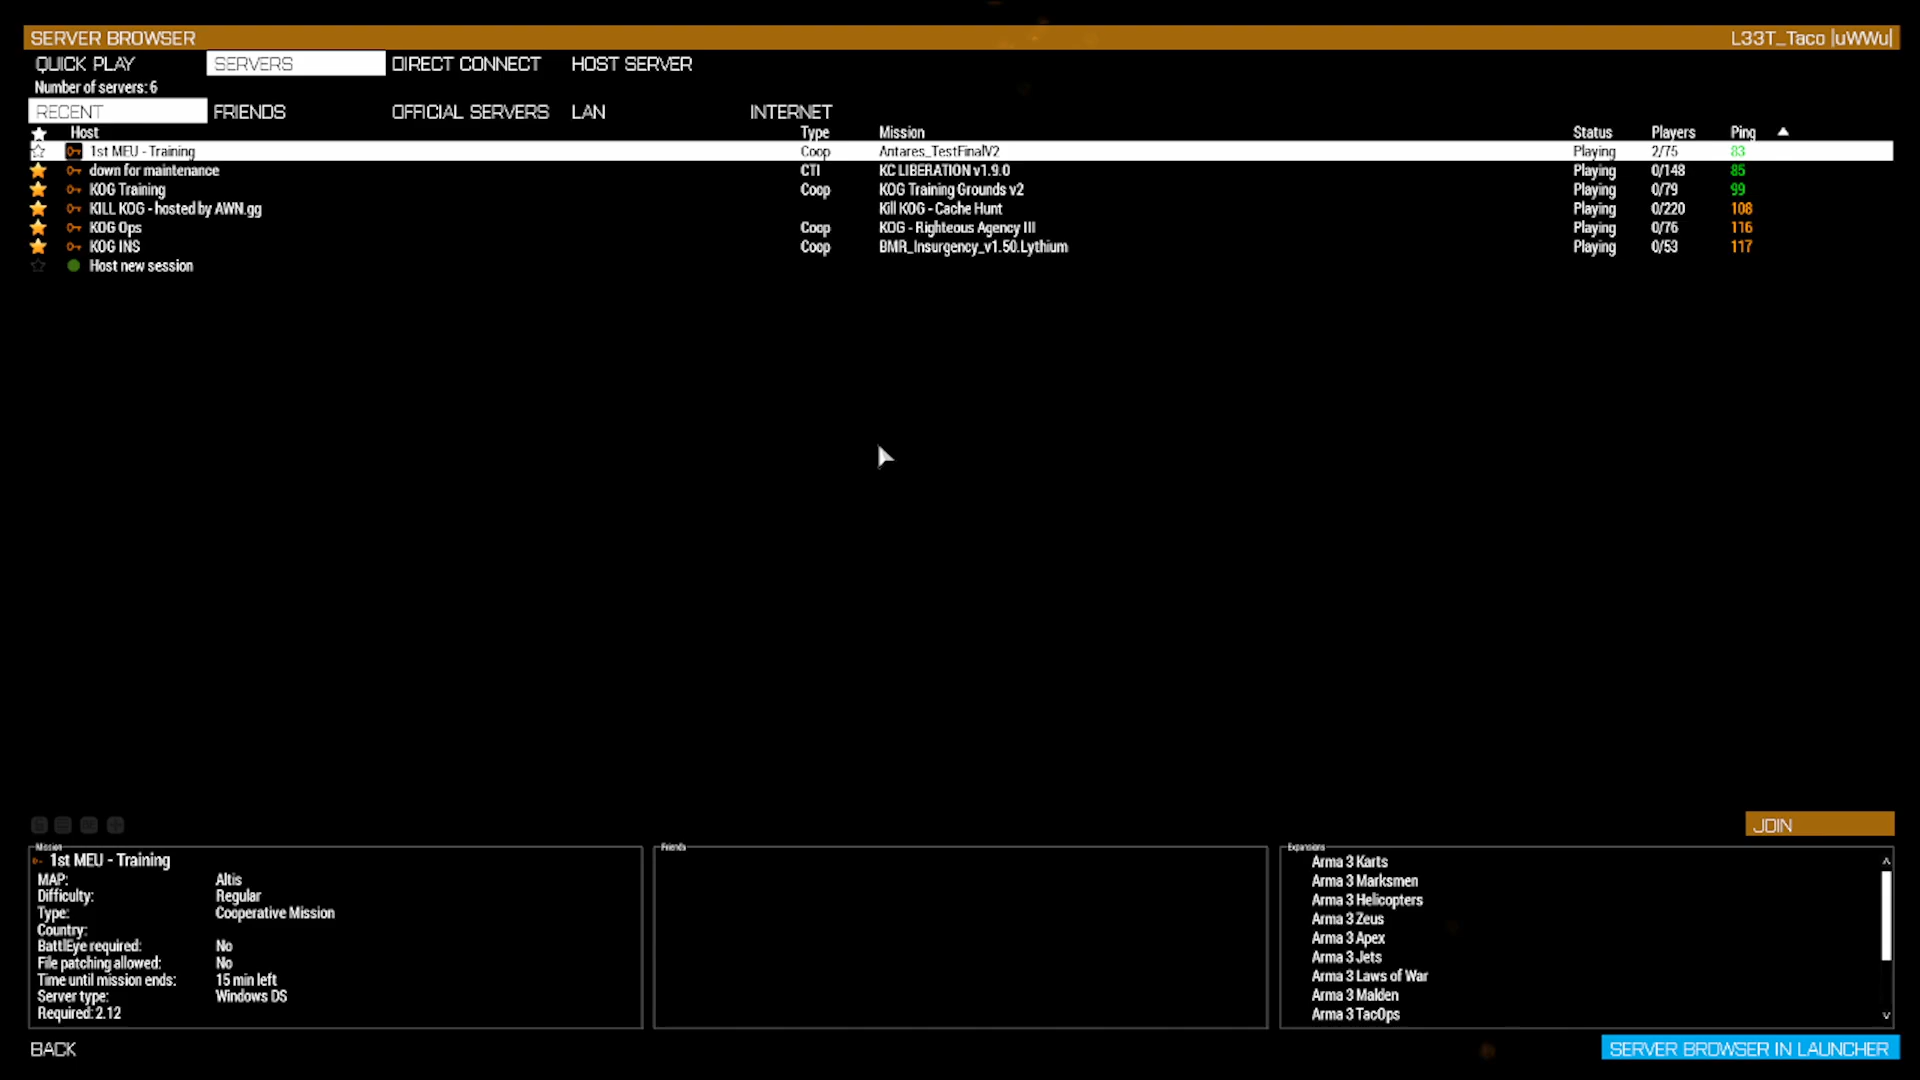 SERVER BROWSER L33T_Taco |uWWu|
QUICK PLAY SERVERS DIRECT CONNECT HOST SERVER
Number of servers: 6
RECENT FRIENDS OFFICIAL SERVERS LAN INTERNET
Host Type Mission Status Players Ping
1st MEU - Training Coop Antares_TestFinalV2 Playing 2/75 83
down for maintenance CTI KC LIBERATION v1.9.0 Playing 0/148 85
KOG Training Coop KOG Training Grounds v2 Playing 0/79 99
KILL KOG - hosted by AWN.gg Kill KOG - Cache Hunt Playing 0/220 108
KOG Ops Coop KOG - Righteous Agency III Playing 0/76 116
KOG INS Coop BMR_Insurgency_v1.50.Lythium Playing 0/53 117
Host new session
JOIN
Mission
1st MEU - Training
MAP: Altis
Difficulty: Regular
Type: Cooperative Mission
Country:
BattlEye required: No
File patching allowed: No
Time until mission ends: 15 min left
Server type: Windows DS
Required: 2.12
Friends
Expansions
Arma 3 Karts
Arma 3 Marksmen
Arma 3 Helicopters
Arma 3 Zeus
Arma 3 Apex
Arma 3 Jets
Arma 3 Laws of War
Arma 3 Malden
Arma 3 TacOps
BACK SERVER BROWSER IN LAUNCHER